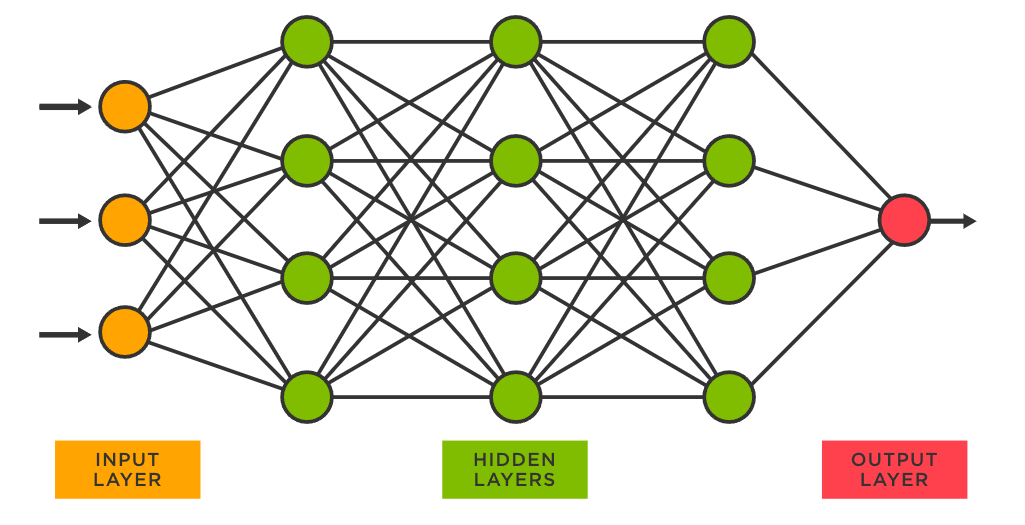 INPUT
LAYER
HIDDEN
LAYERS
OUTPUT
LAYER